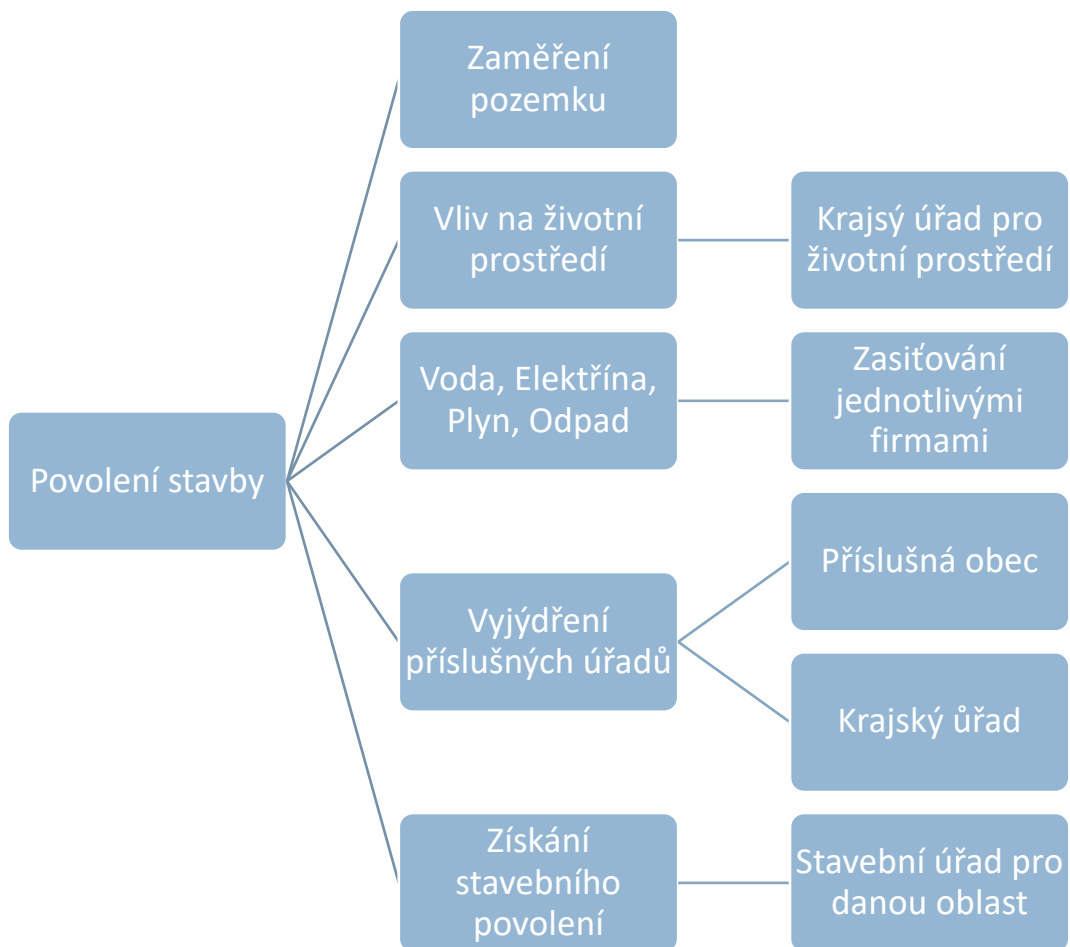 Zaměření
pozemku
Vliv na životní
prostředí
Krajsý úřad pro
životní prostředí
Voda, Elektřína,
Plyn, Odpad
Zasiťování
jednotlivými
firmami
Povolení stavby
Vyjýdření
příslušných úřadů
Příslušná obec
Krajský ůřad
Získání
stavebního
povolení
Stavební úřad pro
danou oblast